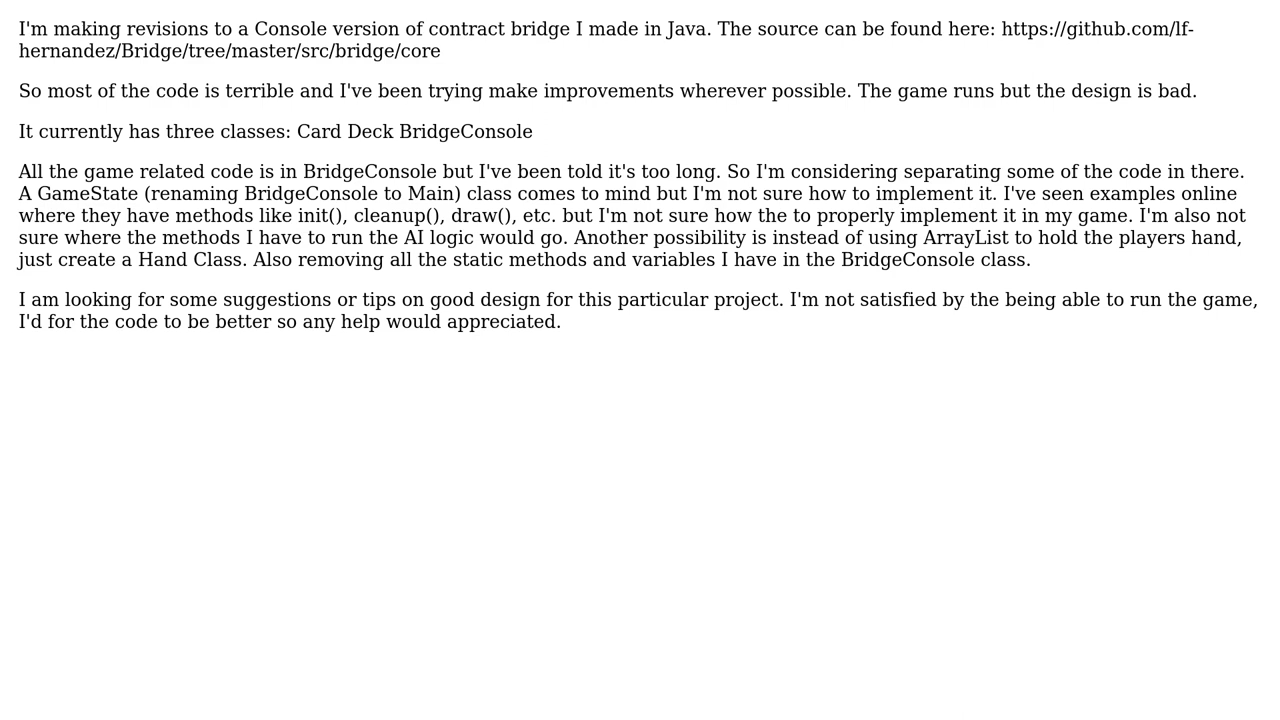 I'm making revisions to a Console version of contract bridge I made in Java. The source can be found here: https://github.com/lf-
hernandez/Bridge/tree/master/src/bridge/core
So most of the code is terrible and I've been trying make improvements wherever possible. The game runs but the design is bad.
It currently has three classes: Card Deck BridgeConsole
All the game related code is in BridgeConsole but I've been told it's too long. So I'm considering separating some of the code in there.
A GameState (renaming BridgeConsole to Main) class comes to mind but I'm not sure how to implement it. I've seen examples online
where they have methods like init(), cleanup(), draw(), etc. but I'm not sure how the to properly implement it in my game. I'm also not
sure where the methods I have to run the AI logic would go. Another possibility is instead of using ArrayList to hold the players hand,
just create a Hand Class. Also removing all the static methods and variables I have in the BridgeConsole class.
I am looking for some suggestions or tips on good design for this particular project. I'm not satisfied by the being able to run the game,
I'd for the code to be better so any help would appreciated.